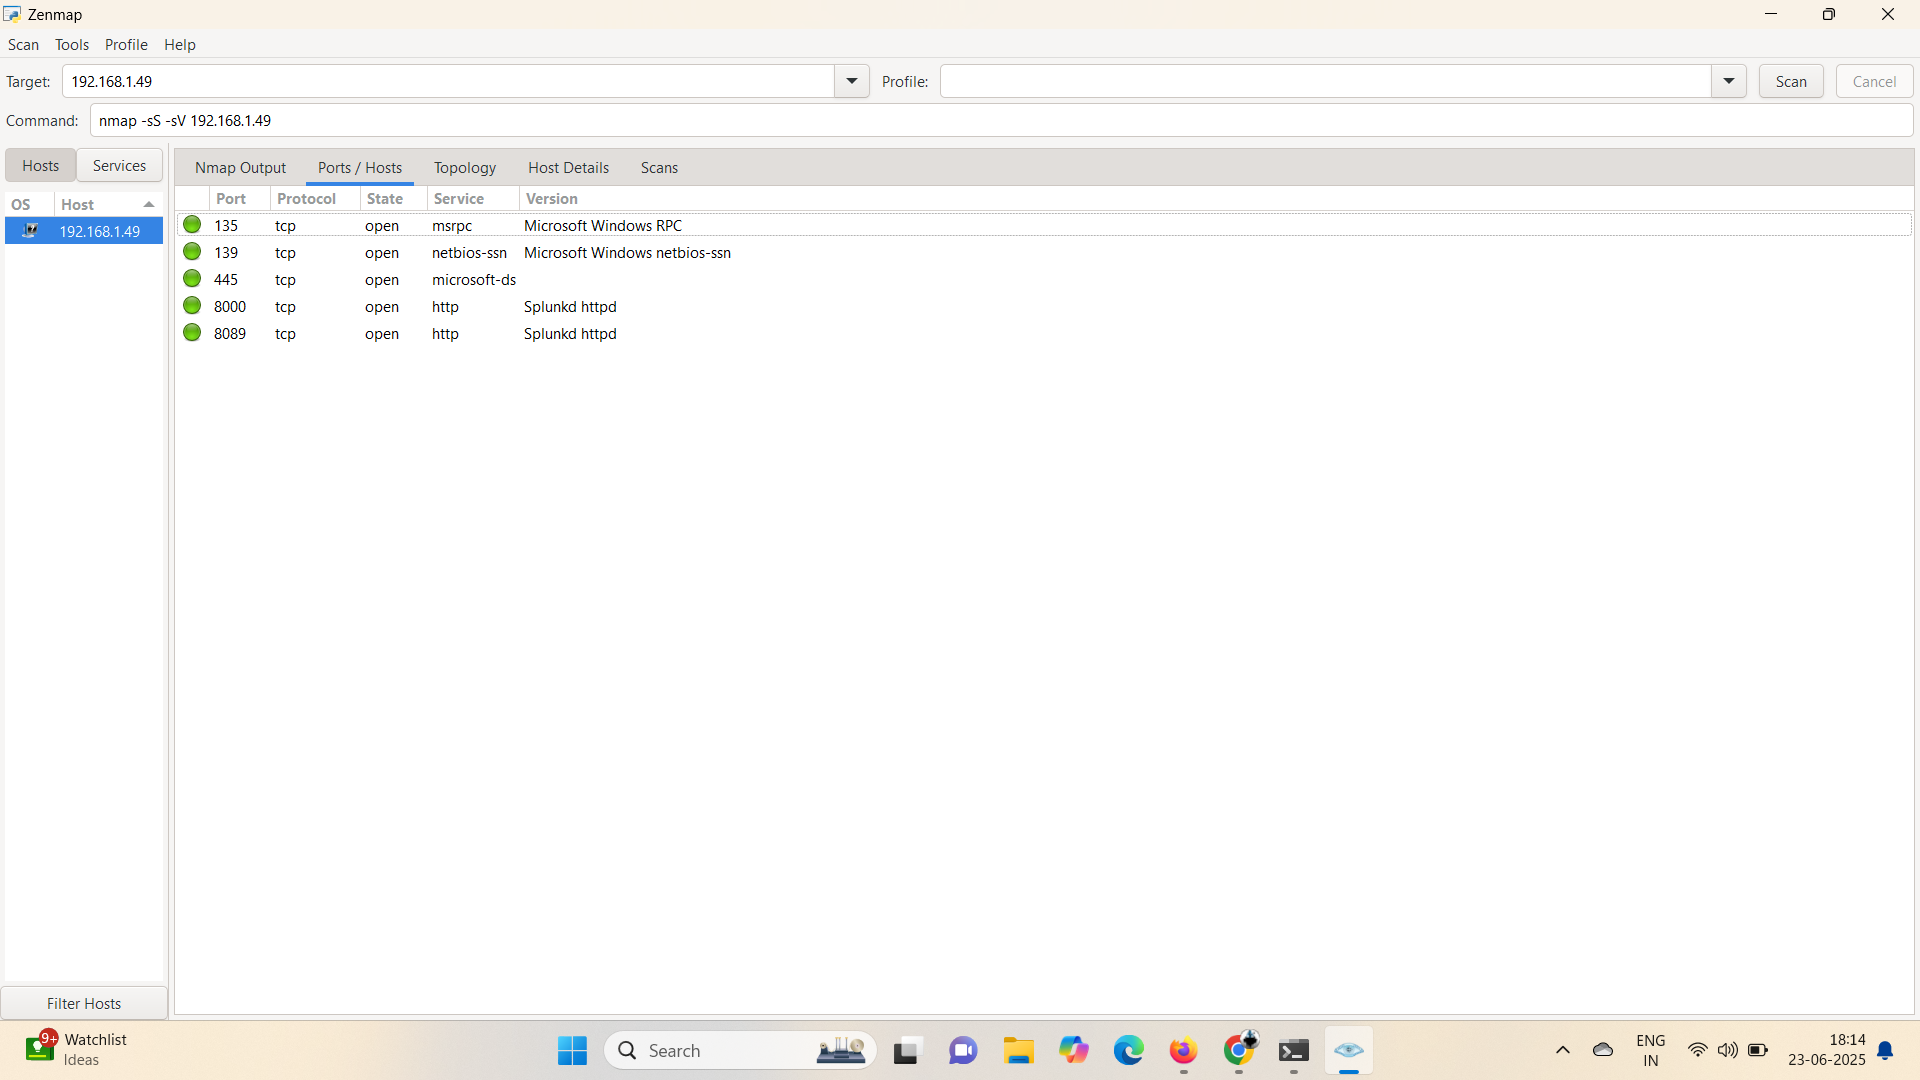 Zenmap
Scan Tools Profile Help
Target: 192.168.1.49 Profile: Scan Cancel
Command: nmap -sS -sV 192.168.1.49
Hosts Services
Nmap Output Ports / Hosts Topology Host Details Scans
OS Host
192.168.1.49
Port Protocol State Service Version
135 tcp open msrpc Microsoft Windows RPC
139 tcp open netbios-ssn Microsoft Windows netbios-ssn
445 tcp open microsoft-ds
8000 tcp open http Splunkd httpd
8089 tcp open http Splunkd httpd
Filter Hosts
9+ Watchlist
Ideas
Search
ENG
IN
18:14
23-06-2025